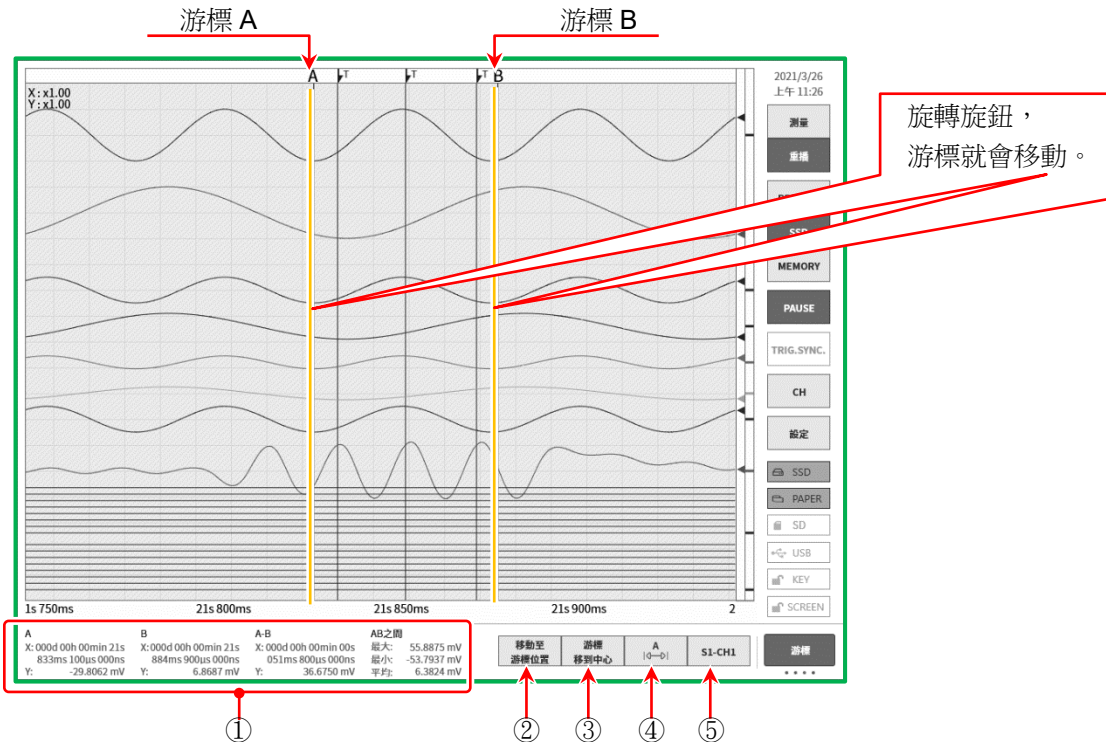 游標 A
游標 B
旋轉旋鈕，
游標就會移動。
A
T
T
T
B
X : x1.00
Y : x1.00
2021/3/26
上午 11:26
測量
重播
SSD
MEMORY
PAUSE
TRIG.SYNC.
CH
設定
SSD
PAPER
SD
USB
KEY
SCREEN
1s 750ms
21s 800ms
21s 850ms
21s 900ms
2
A
X: 000d 00h 00min 21s
833ms 100µs 000ns
Y: -29.8062 mV
B
X: 000d 00h 00min 21s
884ms 900µs 000ns
Y: 6.8687 mV
A-B
X: 000d 00h 00min 00s
051ms 800µs 000ns
Y: 36.6750 mV
AB之間
最大: 55.8875 mV
最小: -53.7937 mV
平均: 6.3824 mV
移動至
游標位置
游標
移到中心
A
S1-CH1
游標
①
②
③
④
⑤